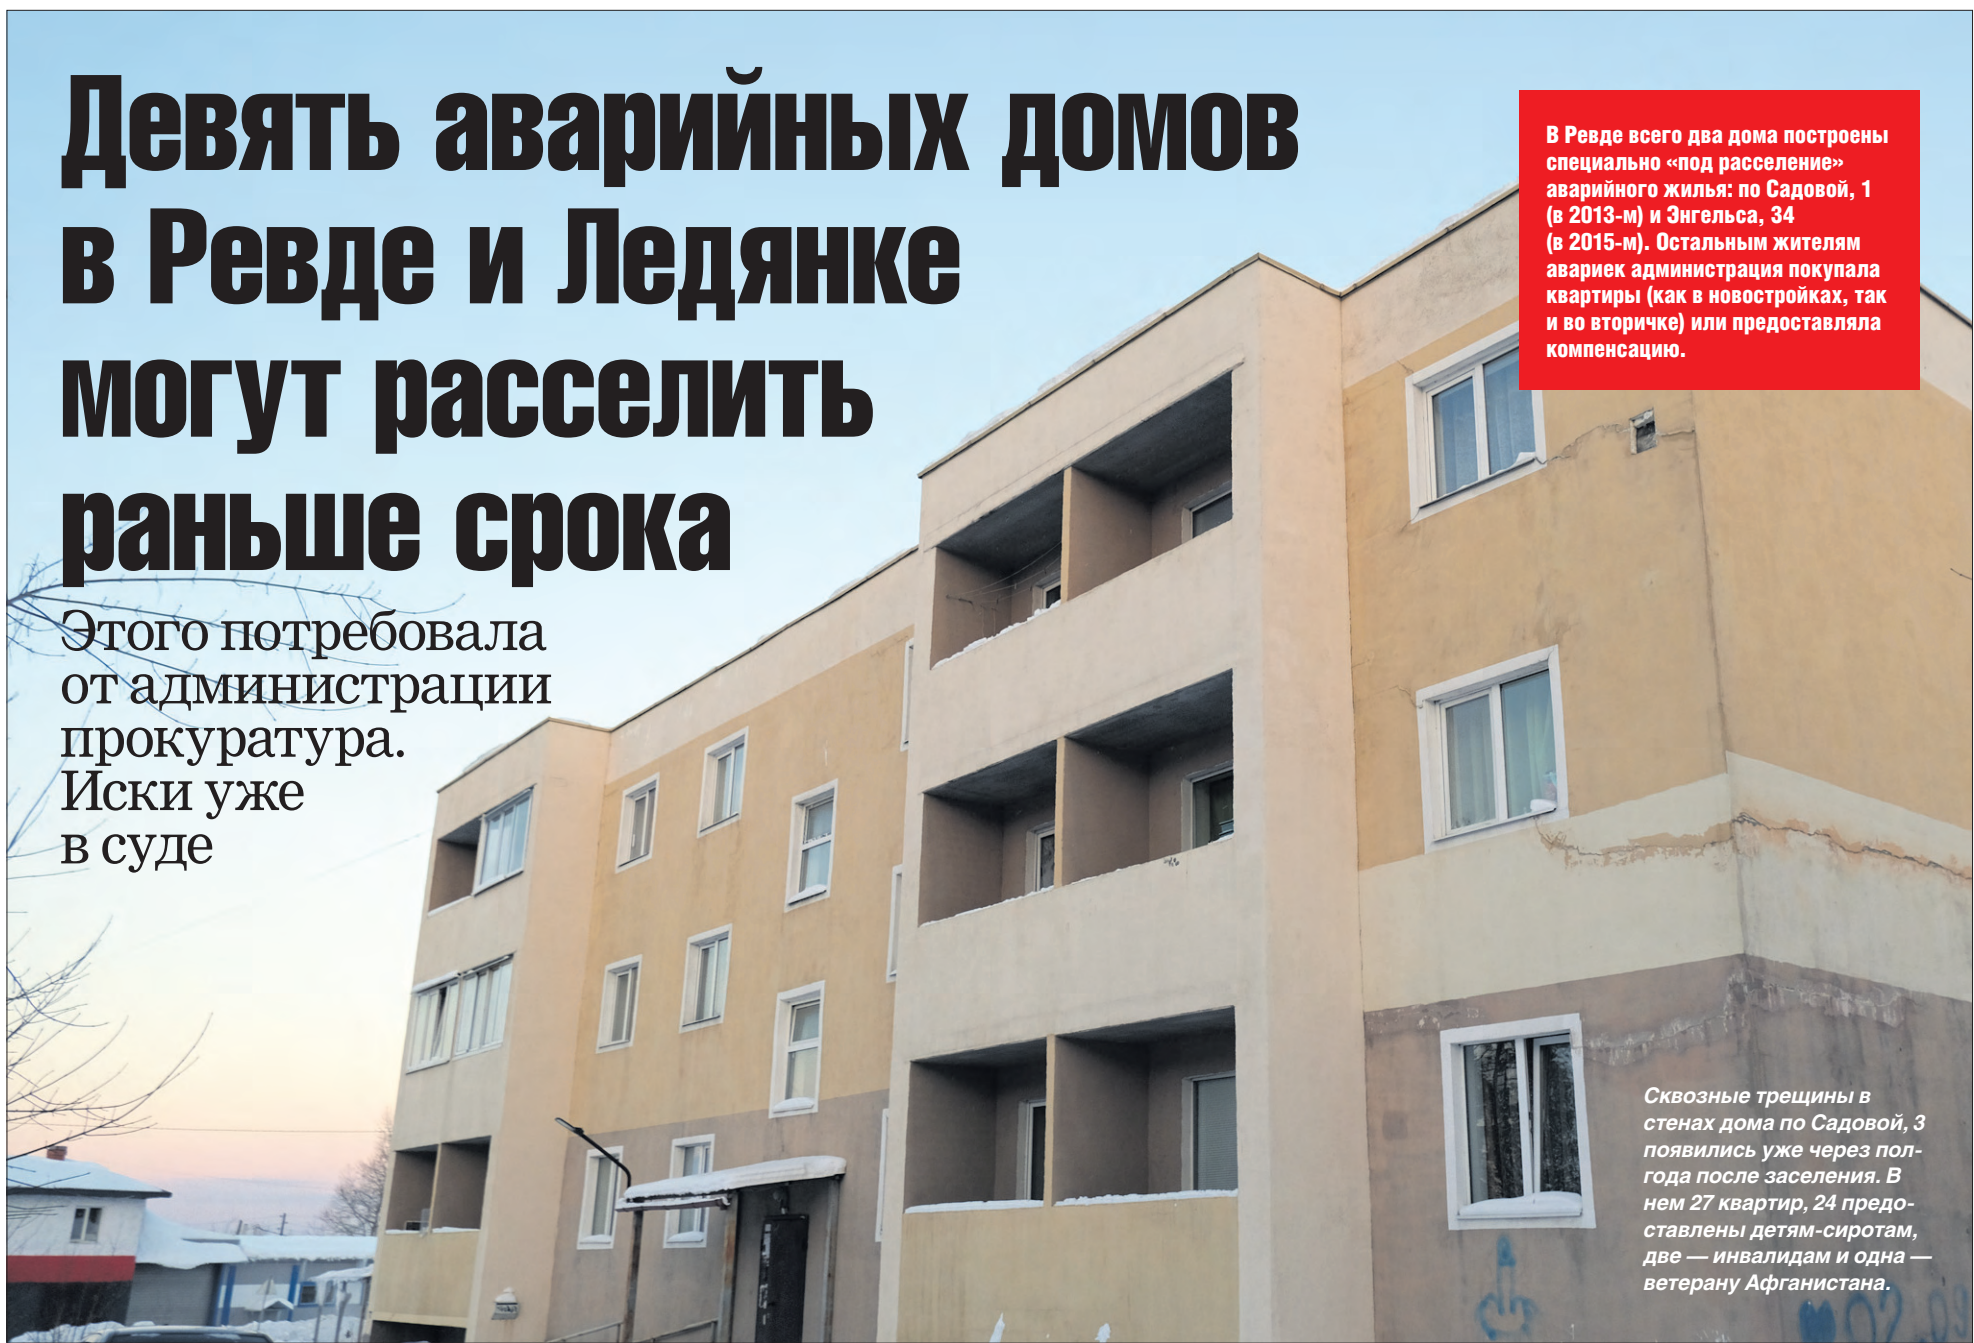 Девять аварийных домов
в Ревде и Ледянке
могут расселить
раньше срока
Этого потребовала
от администрации
прокуратура.
Иски уже
в суде
В Ревде всего два дома построены
специально «под расселение»
аварийного жилья: по Садовой, 1
(в 2013-м) и Энгельса, 34
(в 2015-м). Остальным жителям
авариек администрация покупала
квартиры (как в новостройках, так
и во вторичке) или предоставляла
компенсацию.
Сквозные трещины в
стенах дома по Садовой, 3
появились уже через пол-
года после заселения. В
нем 27 квартир, 24 предо-
ставлены детям-сиротам,
две — инвалидам и одна —
ветерану Афганистана.